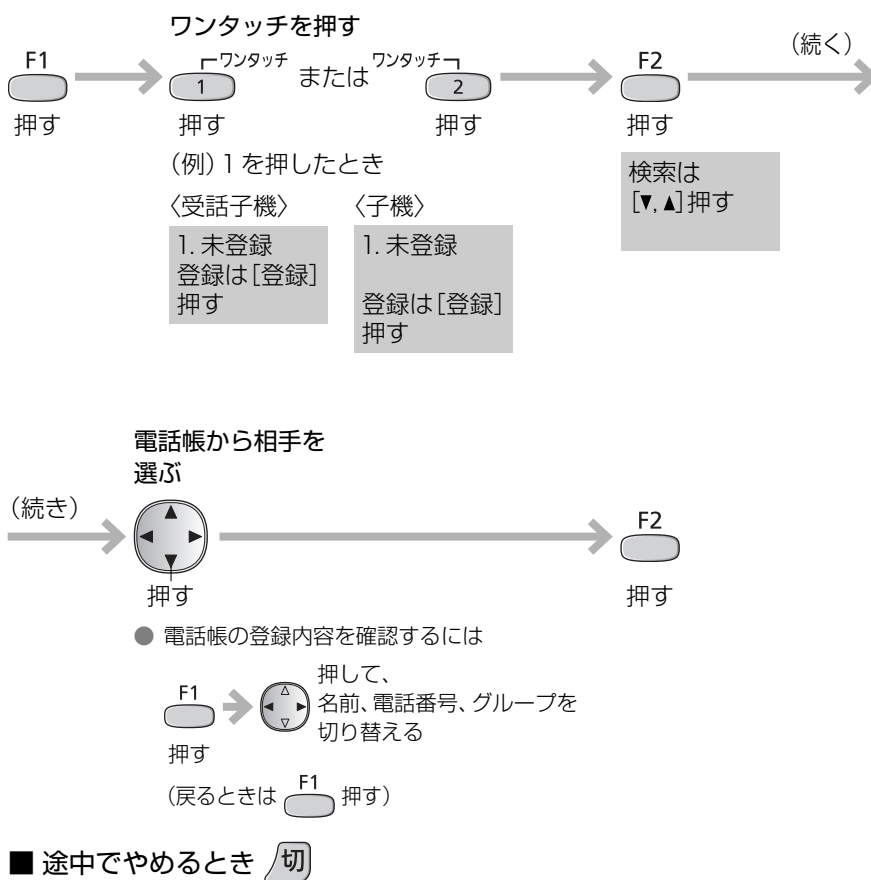 ワンタッチを押す
F1
ワンタッチ
1
または
ワンタッチ
2
F2
(続く)
押す
押す
押す
押す
(例) 1 を押したとき
〈受話子機〉
1. 未登録
登録は[登録]
押す
〈子機〉
1. 未登録
登録は[登録]
押す
検索は
[▼,▲]押す
電話帳から相手を
選ぶ
(続き)
F2
押す
押す
● 電話帳の登録内容を確認するには
F1
押して、
名前、電話番号、グループを
切り替える
押す
(戻るときは F1 押す)
■ 途中でやめるとき 切